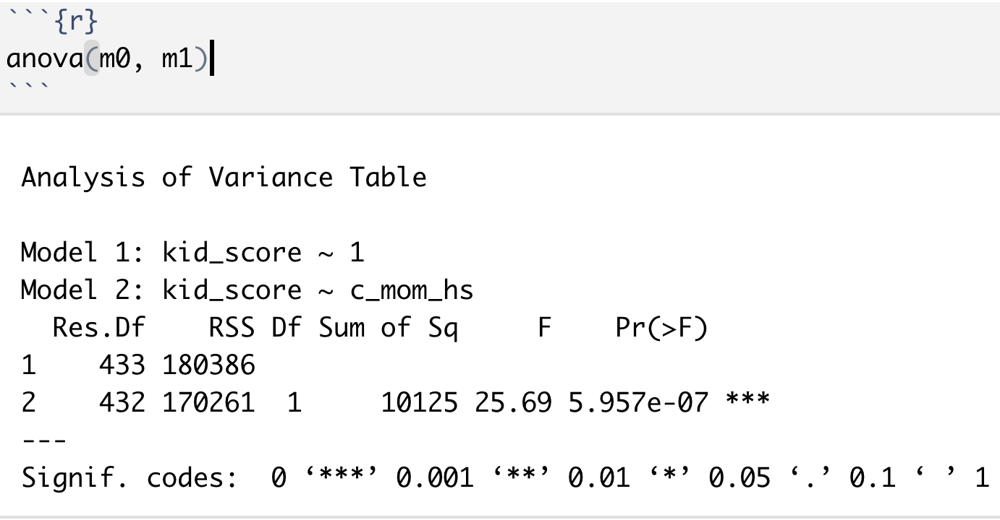 ```{r}
anova(m0, m1)
```
Analysis of Variance Table
Model 1: kid_score ~ 1
Model 2: kid_score ~ c_mom_hs
  Res.Df    RSS Df Sum of Sq     F    Pr(>F)
1    433 180386
2    432 170261  1     10125 25.69 5.957e-07 ***
---
Signif. codes:  0 ‘***’ 0.001 ‘**’ 0.01 ‘*’ 0.05 ‘.’ 0.1 ‘ ’ 1